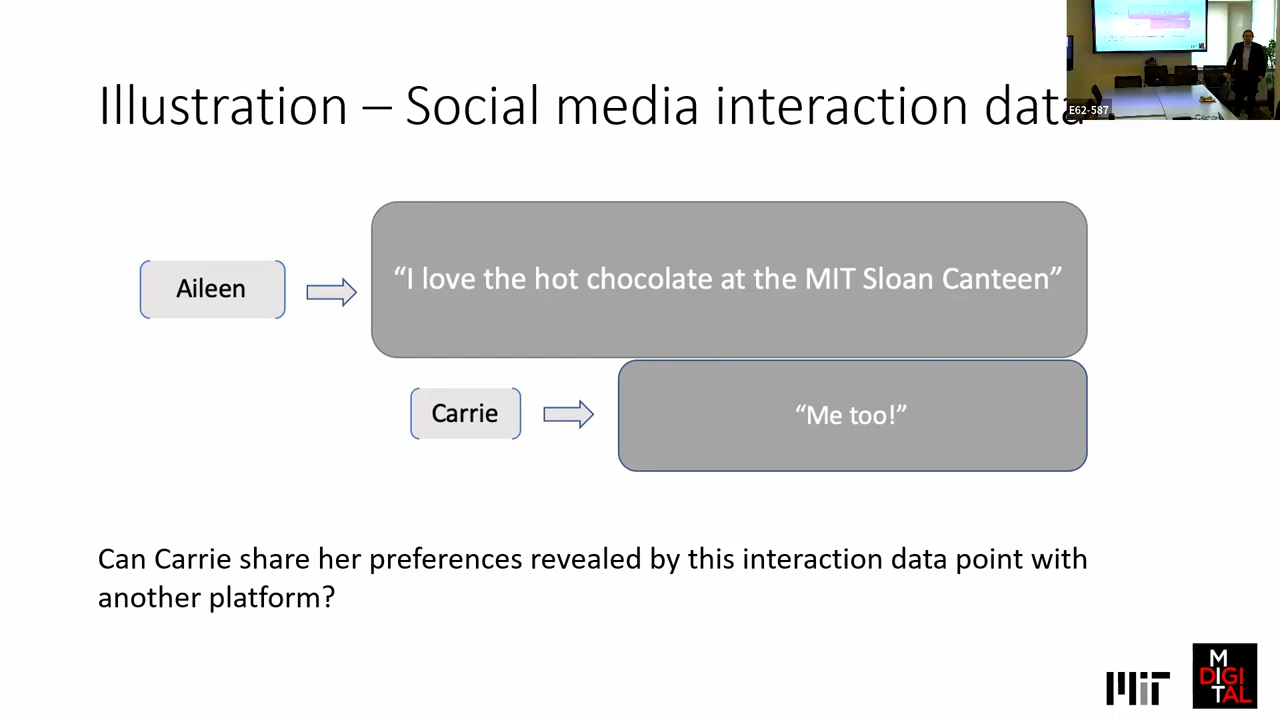 E62-587
Illustration – Social media interaction data
Aileen
“I love the hot chocolate at the MIT Sloan Canteen”
Carrie
“Me too!”
Can Carrie share her preferences revealed by this interaction data point with
another platform?
MIT
M
DIGI
TAL